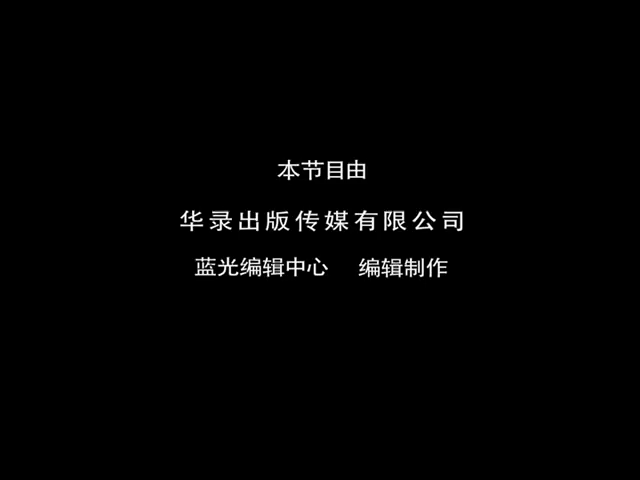 本节目由
华录出版传媒有限公司
蓝光编辑中心 编辑制作